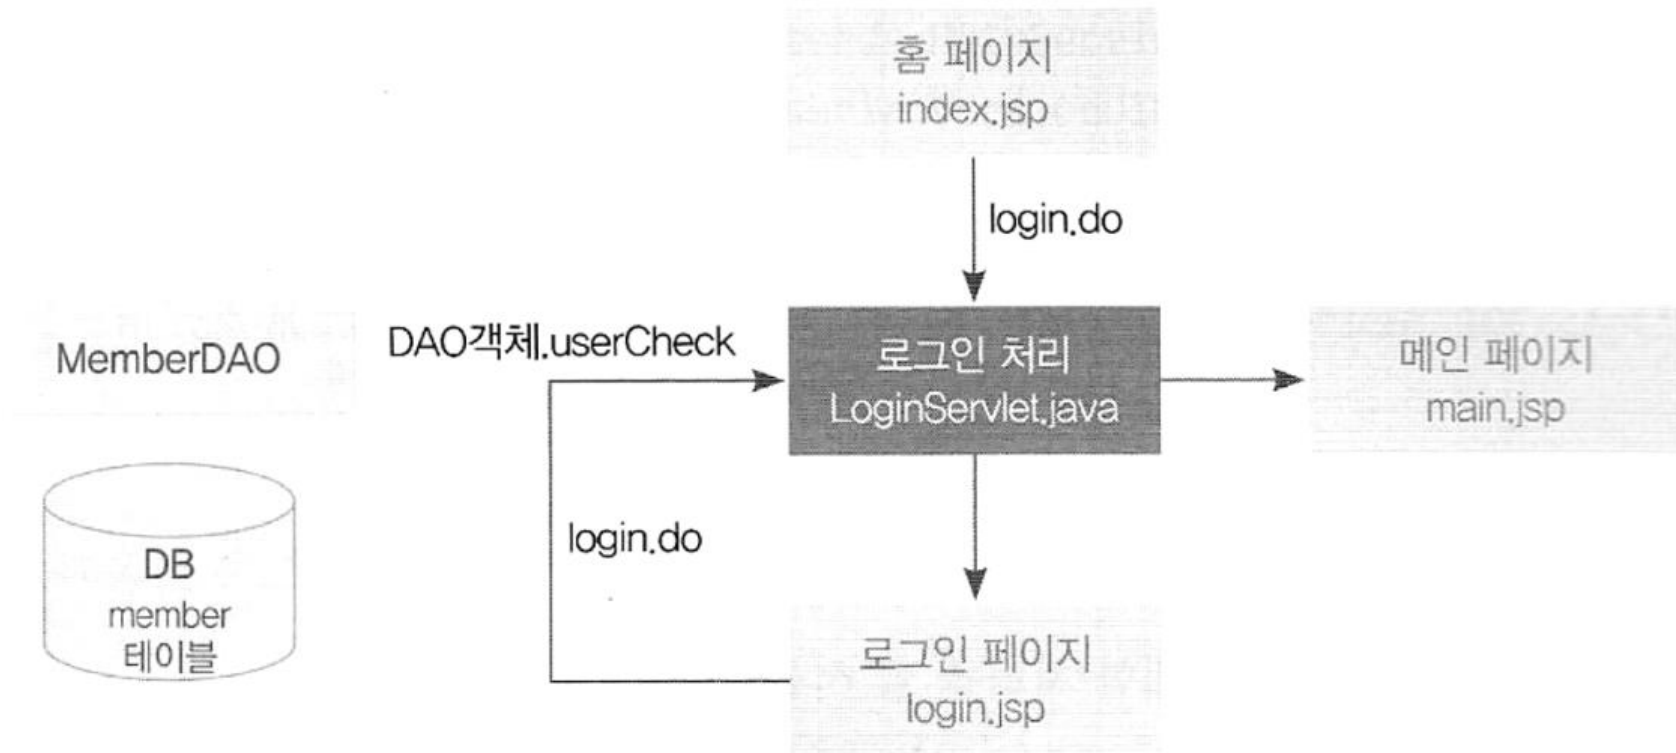 홈 페이지
index.jsp
login.do
MemberDAO
DAO객체.userCheck
로그인 처리
LoginServlet.java
메인 페이지
main.jsp
DB
member
테이블
login.do
로그인 페이지
login.jsp